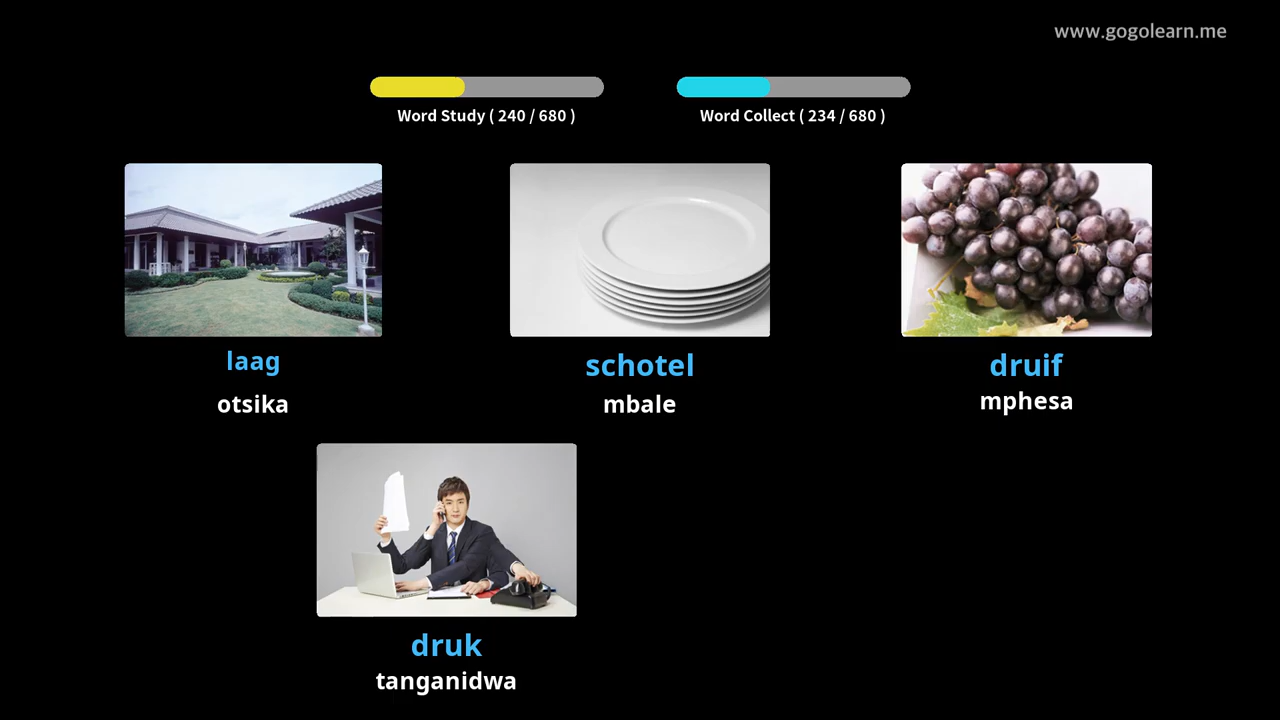 www.gogolearn.me
Word Study ( 240 / 680 )
Word Collect ( 234 / 680 )
laag
otsika
schotel
mbale
druif
mphesa
druk
tanganidwa